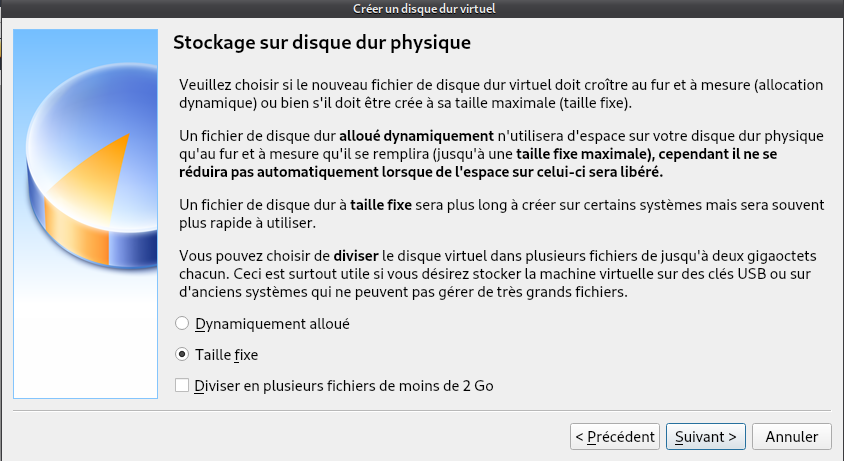 Créer un disque dur virtuel
Stockage sur disque dur physique
Veuillez choisir si le nouveau fichier de disque dur virtuel doit croître au fur et à mesure (allocation
dynamique) ou bien s'il doit être crée à sa taille maximale (taille fixe).
Un fichier de disque dur alloué dynamiquement n'utilisera d'espace sur votre disque dur physique
qu'au fur et à mesure qu'il se remplira (jusqu'à une taille fixe maximale), cependant il ne se
réduira pas automatiquement lorsque de l'espace sur celui-ci sera libéré.
Un fichier de disque dur à taille fixe sera plus long à créer sur certains systèmes mais sera souvent
plus rapide à utiliser.
Vous pouvez choisir de diviser le disque virtuel dans plusieurs fichiers de jusqu'à deux gigaoctets
chacun. Ceci est surtout utile si vous désirez stocker la machine virtuelle sur des clés USB ou sur
d'anciens systèmes qui ne peuvent pas gérer de très grands fichiers.
Dynamiquement alloué
Taille fixe
Diviser en plusieurs fichiers de moins de 2 Go
< Précédent Suivant > Annuler